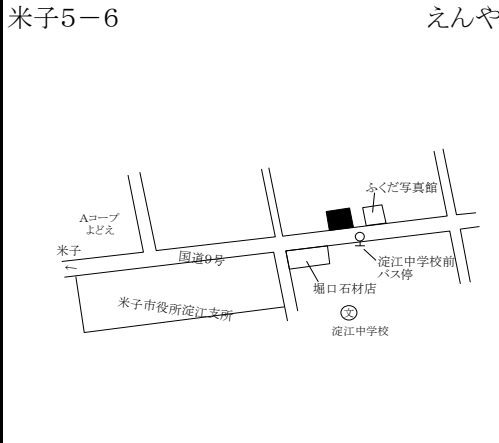 米子5－6
えんや
ふくだ写真館
Aコープ
よどえ
米子
←
国道9号
淀江中学校前
バス停
堀口石材店
米子市役所淀江支所
文
淀江中学校